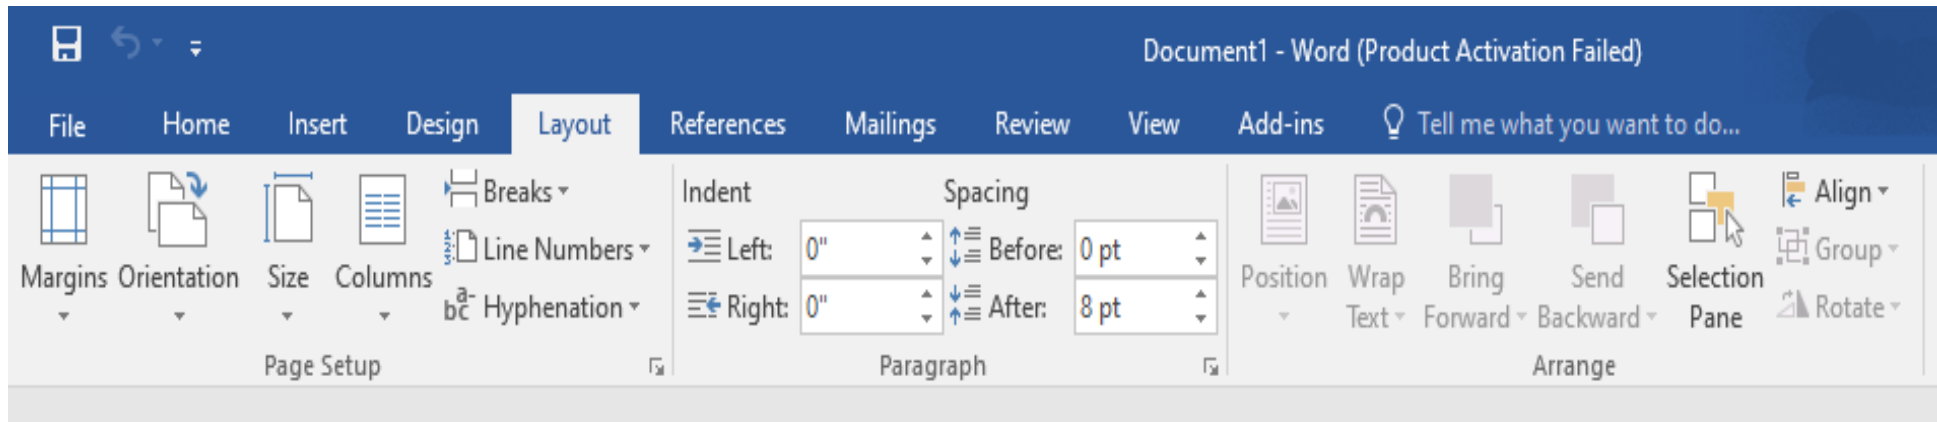 Document1 - Word (Product Activation Failed)
File Home Insert Design Layout References Mailings Review View Add-ins Tell me what you want to do...
Margins
Orientation
Size
Columns
Breaks
Line Numbers
Hyphenation
Page Setup
Indent
Left: 0"
Right: 0"
Spacing
Before: 0 pt
After: 8 pt
Paragraph
Position
Wrap
Text
Bring
Forward
Send
Backward
Selection
Pane
Align
Group
Rotate
Arrange